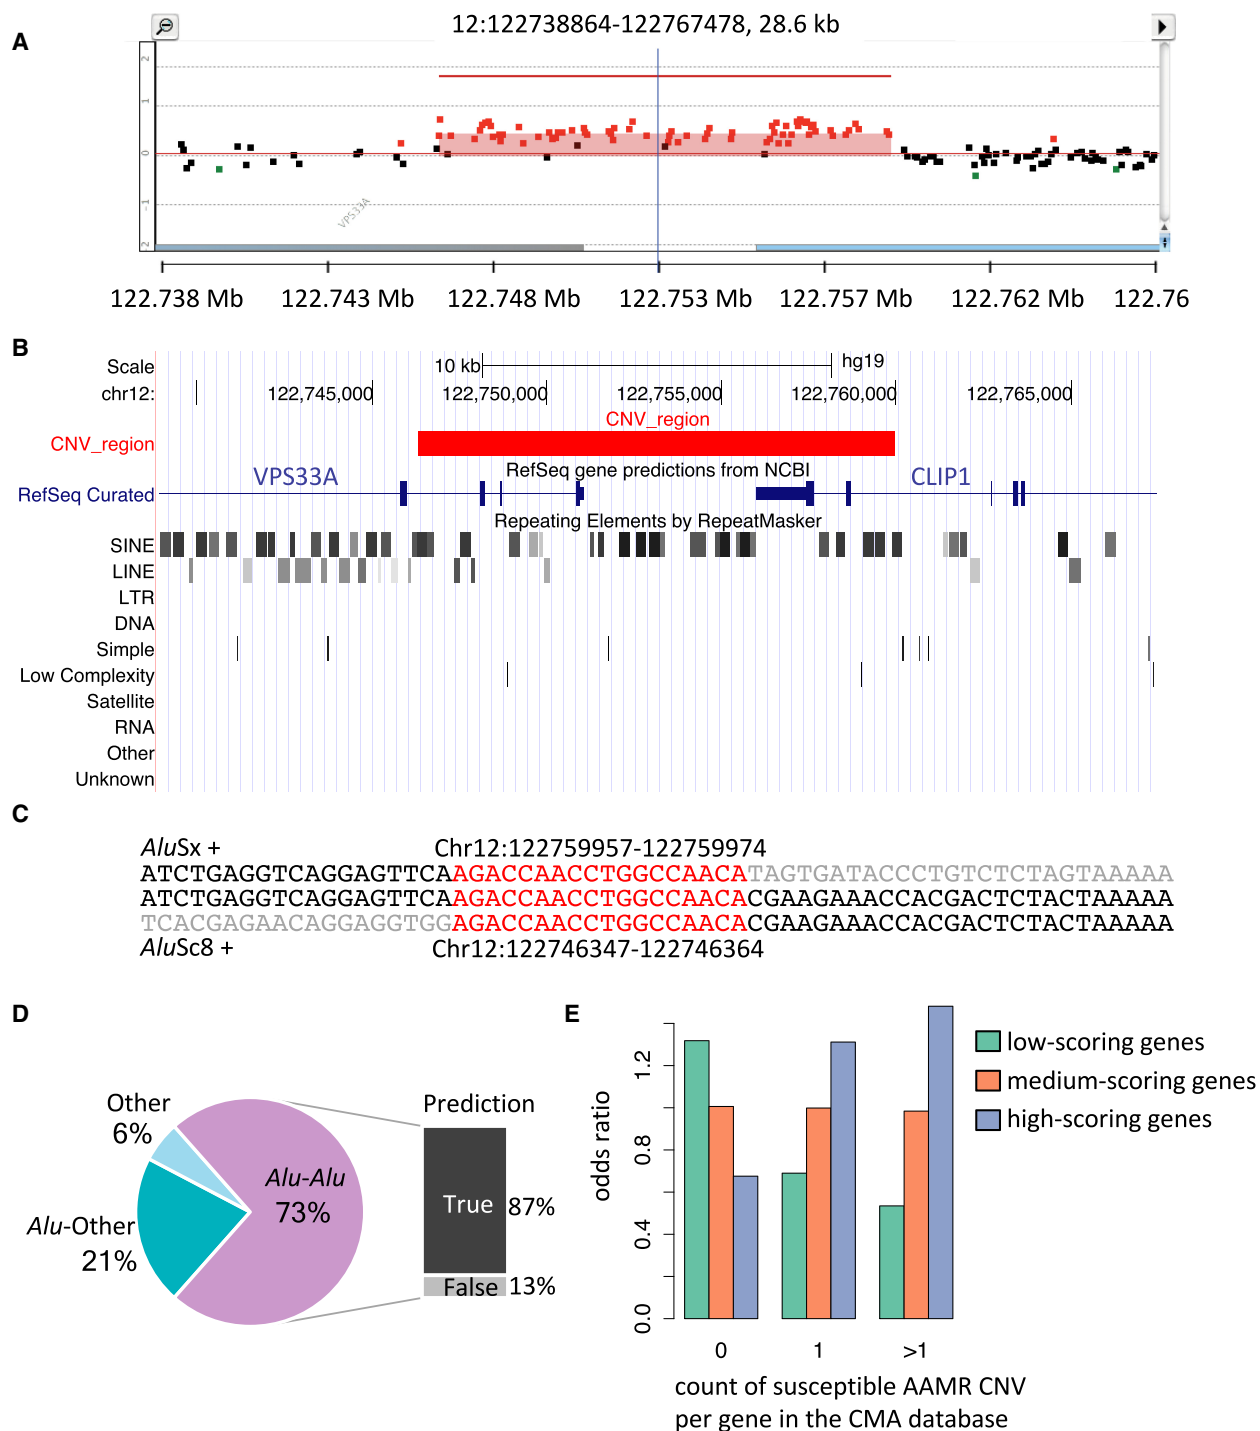 A
12:122738864-122767478, 28.6 kb
2
1
0
-1
-2
VPS33A
122.738 Mb
122.743 Mb
122.748 Mb
122.753 Mb
122.757 Mb
122.762 Mb
122.76
B
Scale
10 kb
hg19
chr12:
122,745,000
122,750,000
122,755,000
122,760,000
122,765,000
CNV_region
CNV_region
RefSeq gene predictions from NCBI
VPS33A
CLIP1
RefSeq Curated
Repeating Elements by RepeatMasker
SINE
LINE
LTR
DNA
Simple
Low Complexity
Satellite
RNA
Other
Unknown
C
AluSx +
Chr12:122759957-122759974
ATCTGAGGTCAGGAGTTCAAGACCAACCTGGCCAACATAGTGATACCCTGTCTCTAGTAAAAA
ATCTGAGGTCAGGAGTTCAAGACCAACCTGGCCAACACGAAGAAACCACGACTCTACTAAAAA
TCACGAGAACAGGAGGTGGAGACCAACCTGGCCAACACGAAGAAACCACGACTCTACTAAAAA
AluSc8 +
Chr12:122746347-122746364
D
Other
6%
Alu-Alu
73%
Alu-Other
21%
Prediction
True
87%
False
13%
E
odds ratio
0.0
0.4
0.8
1.2
low-scoring genes
medium-scoring genes
high-scoring genes
0
1
>1
count of susceptible AAMR CNV
per gene in the CMA database